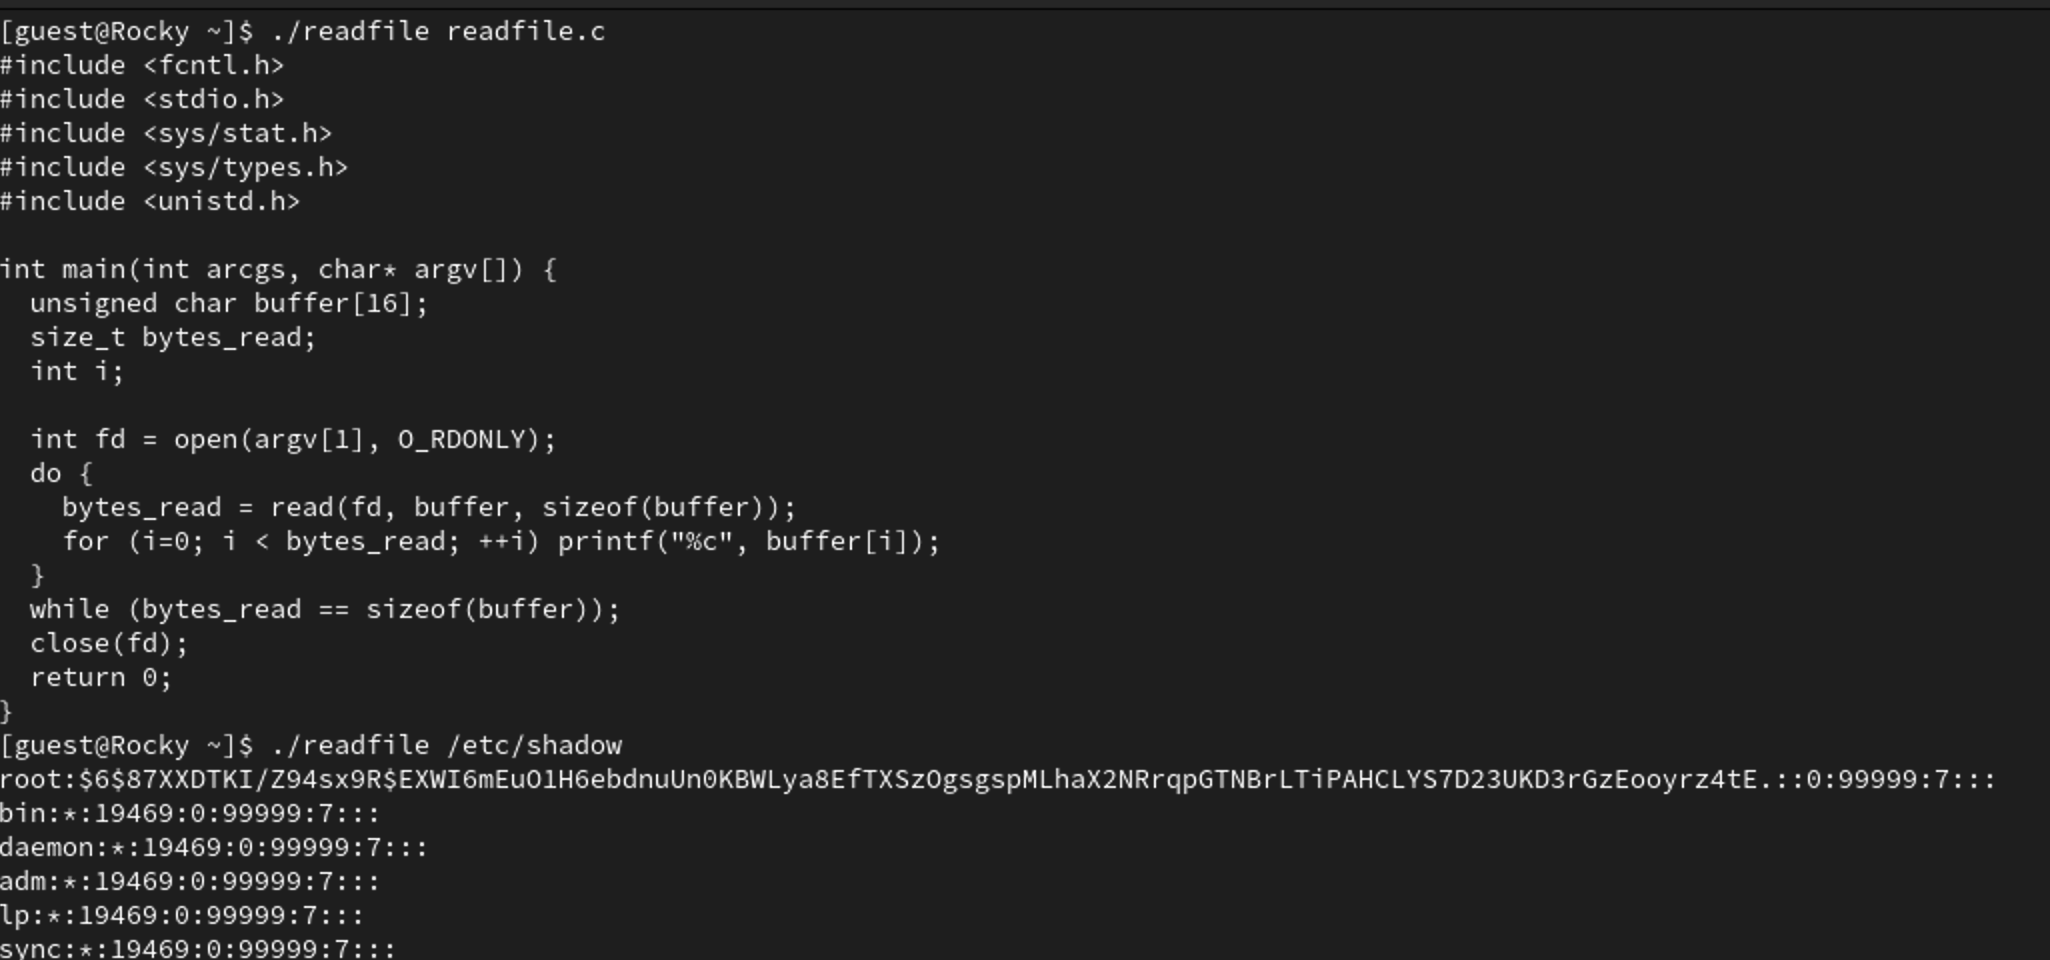 [guest@Rocky ~]$ ./readfile readfile.c
#include <fcntl.h>
#include <stdio.h>
#include <sys/stat.h>
#include <sys/types.h>
#include <unistd.h>

int main(int arcgs, char* argv[]) {
  unsigned char buffer[16];
  size_t bytes_read;
  int i;

  int fd = open(argv[1], O_RDONLY);
  do {
    bytes_read = read(fd, buffer, sizeof(buffer));
    for (i=0; i < bytes_read; ++i) printf("%c", buffer[i]);
  }
  while (bytes_read == sizeof(buffer));
  close(fd);
  return 0;
}
[guest@Rocky ~]$ ./readfile /etc/shadow
root:$6$87XXDTKI/Z94sx9R$EXWI6mEuO1H6ebdnuUn0KBWLya8EfTXSzOgsgspMLhaX2NRrqpGTNBrLTiPAHCLYS7D23UKD3rGzEooyrz4tE.::0:99999:7:::
bin:*:19469:0:99999:7:::
daemon:*:19469:0:99999:7:::
adm:*:19469:0:99999:7:::
lp:*:19469:0:99999:7:::
sync:*:19469:0:99999:7:::